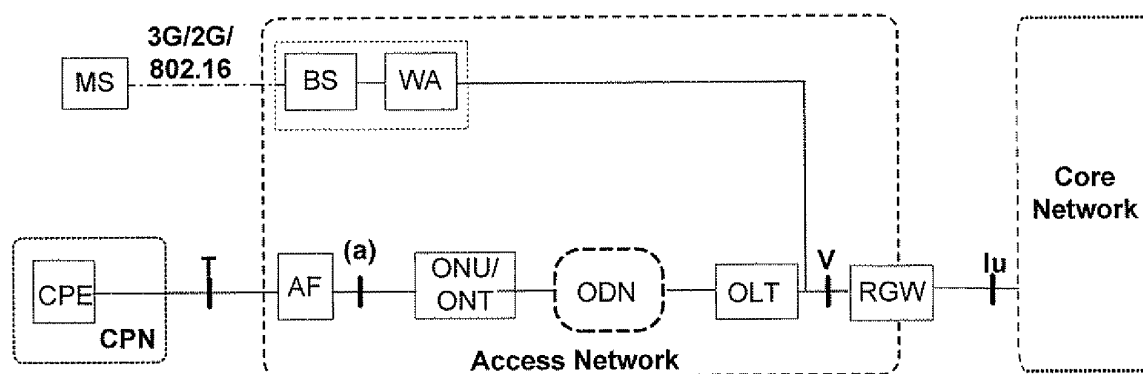 3G/2G/
802.16
MS
BS
WA
Core
Network
CPE
CPN
T
AF
(a)
ONU/
ONT
ODN
OLT
V
RGW
Iu
Access Network